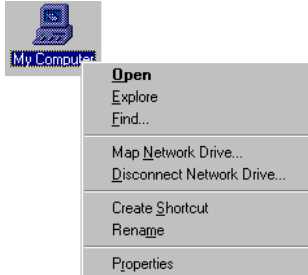 My Computer
Open
Explore
Find...
Map Network Drive...
Disconnect Network Drive...
Create Shortcut
Rename
Properties